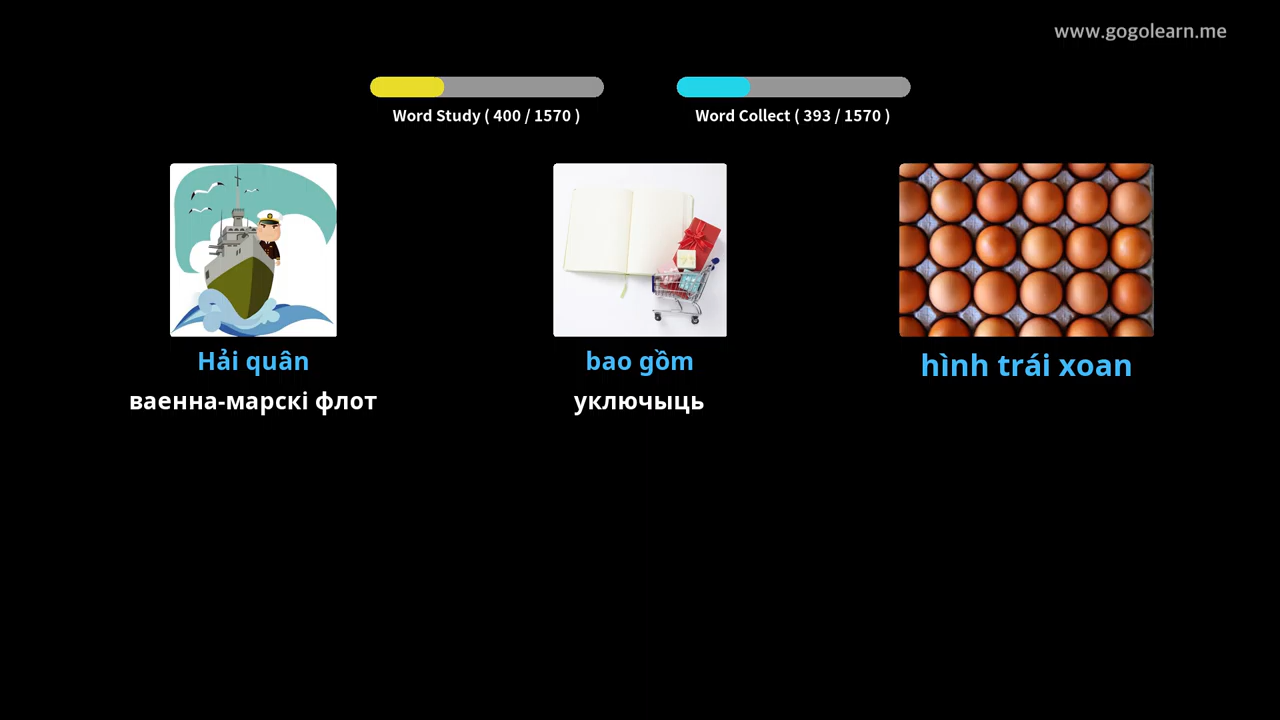 www.gogolearn.me
Word Study ( 400 / 1570 )
Word Collect ( 393 / 1570 )
Hải quân
ваенна-марскі флот
bao gồm
уключыць
hình trái xoan